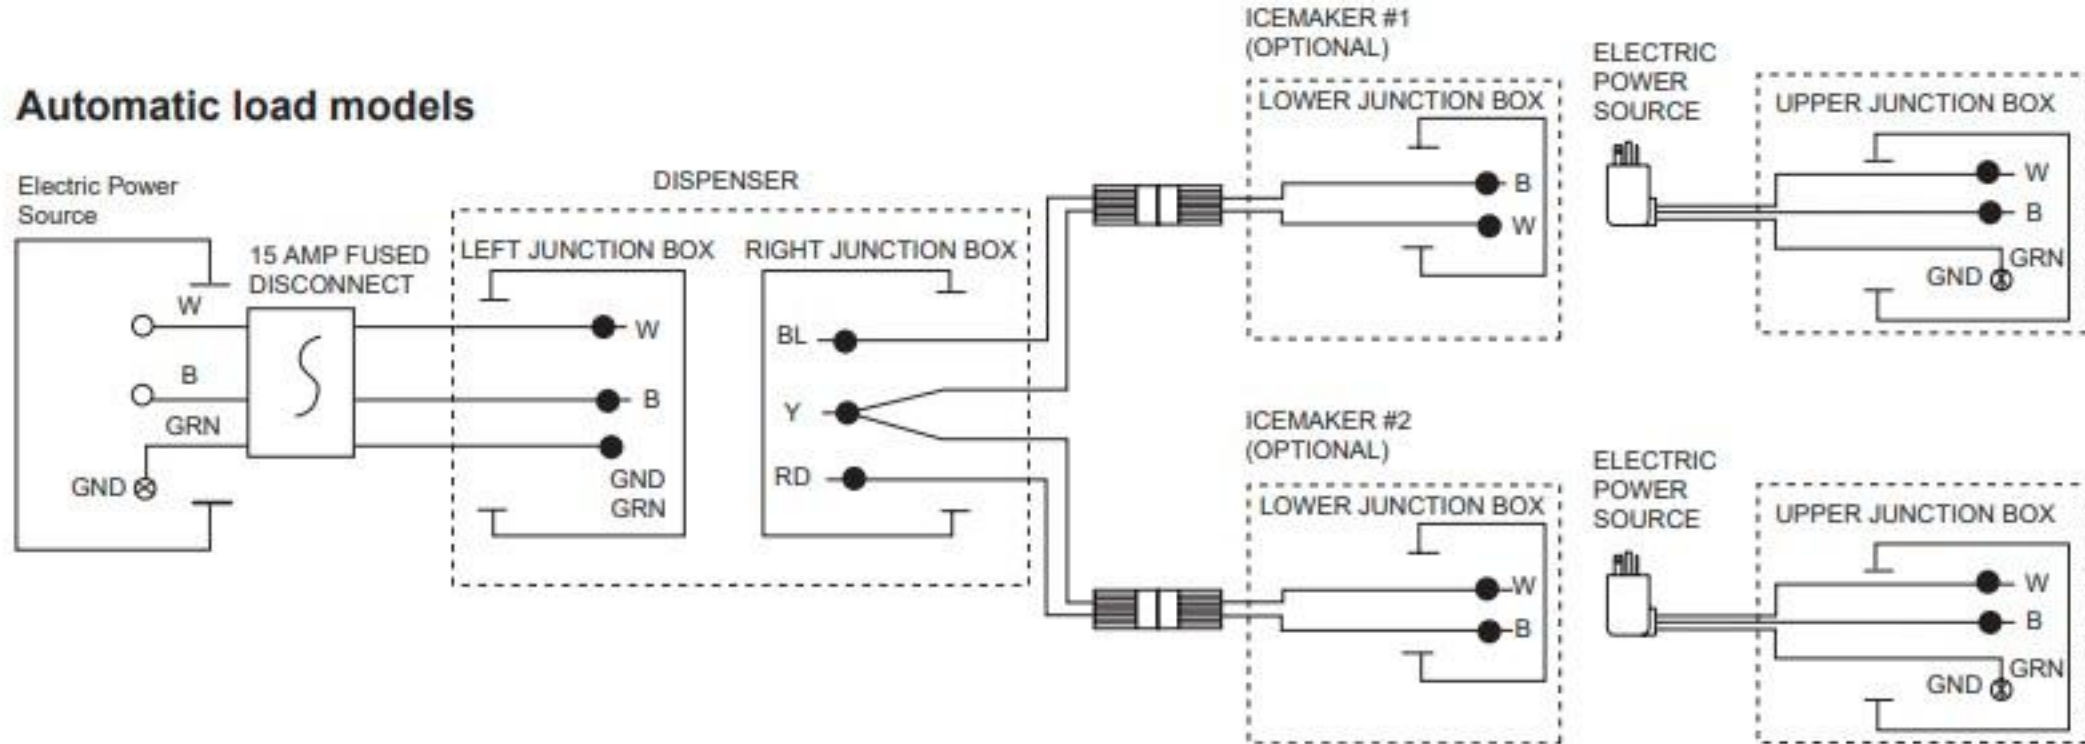 Automatic load models
Electric Power
Source
15 AMP FUSED
DISCONNECT
W
B
GRN
GND
DISPENSER
LEFT JUNCTION BOX
W
B
GND
GRN
RIGHT JUNCTION BOX
BL
Y
RD
ICEMAKER #1
(OPTIONAL)
LOWER JUNCTION BOX
B
W
ELECTRIC
POWER
SOURCE
UPPER JUNCTION BOX
W
B
GRN
GND
ICEMAKER #2
(OPTIONAL)
LOWER JUNCTION BOX
W
B
ELECTRIC
POWER
SOURCE
UPPER JUNCTION BOX
W
B
GRN
GND